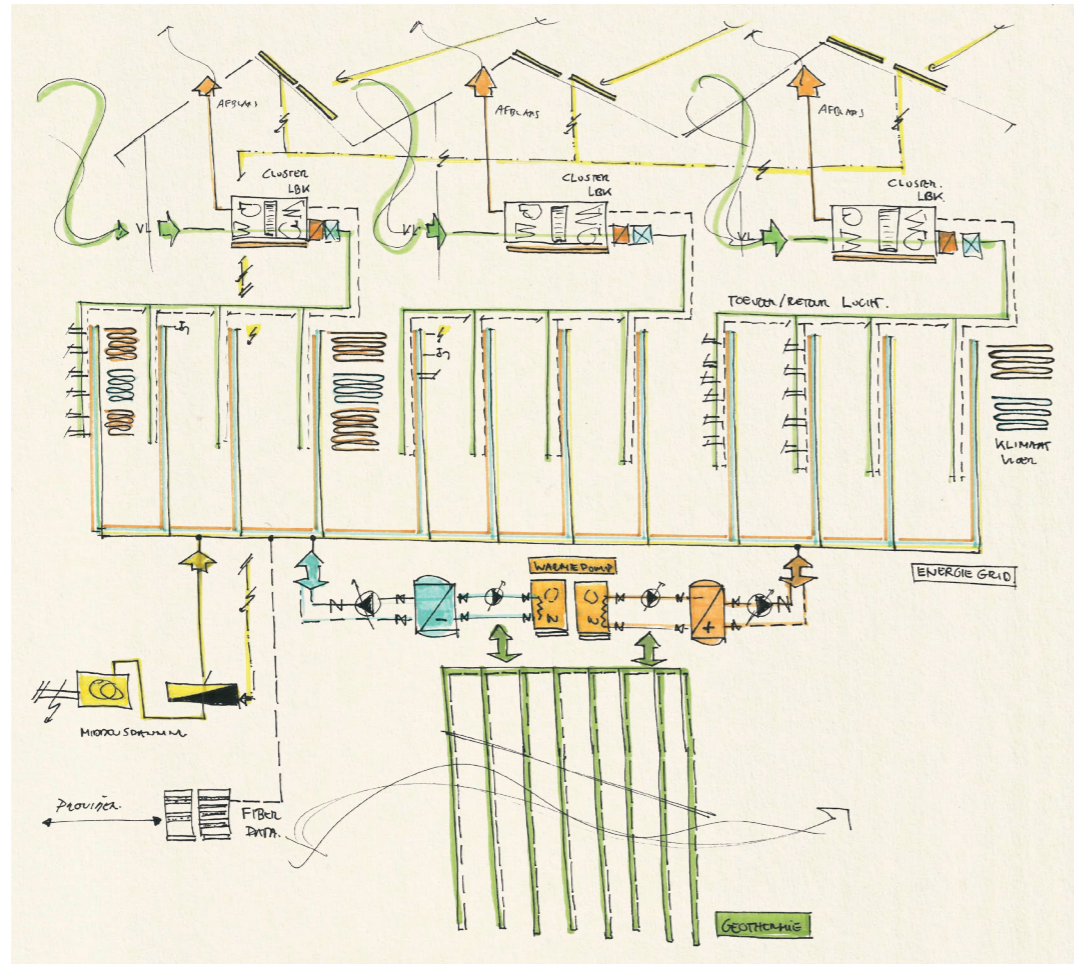 AFBLAAS
AFBLAAS
AFBLAAS
CLUSTER
LBK
CLUSTER
LBK
CLUSTER.
LBK.
VL
VL
VL
TOEVOER/RETOUR LUCHT.
KLIMAAT
VLOER
WARMTEPOMP
ENERGIE GRID
MIDDENSPANNING
PROVIDER.
FIBER
DATA.
GEOTHERMIE